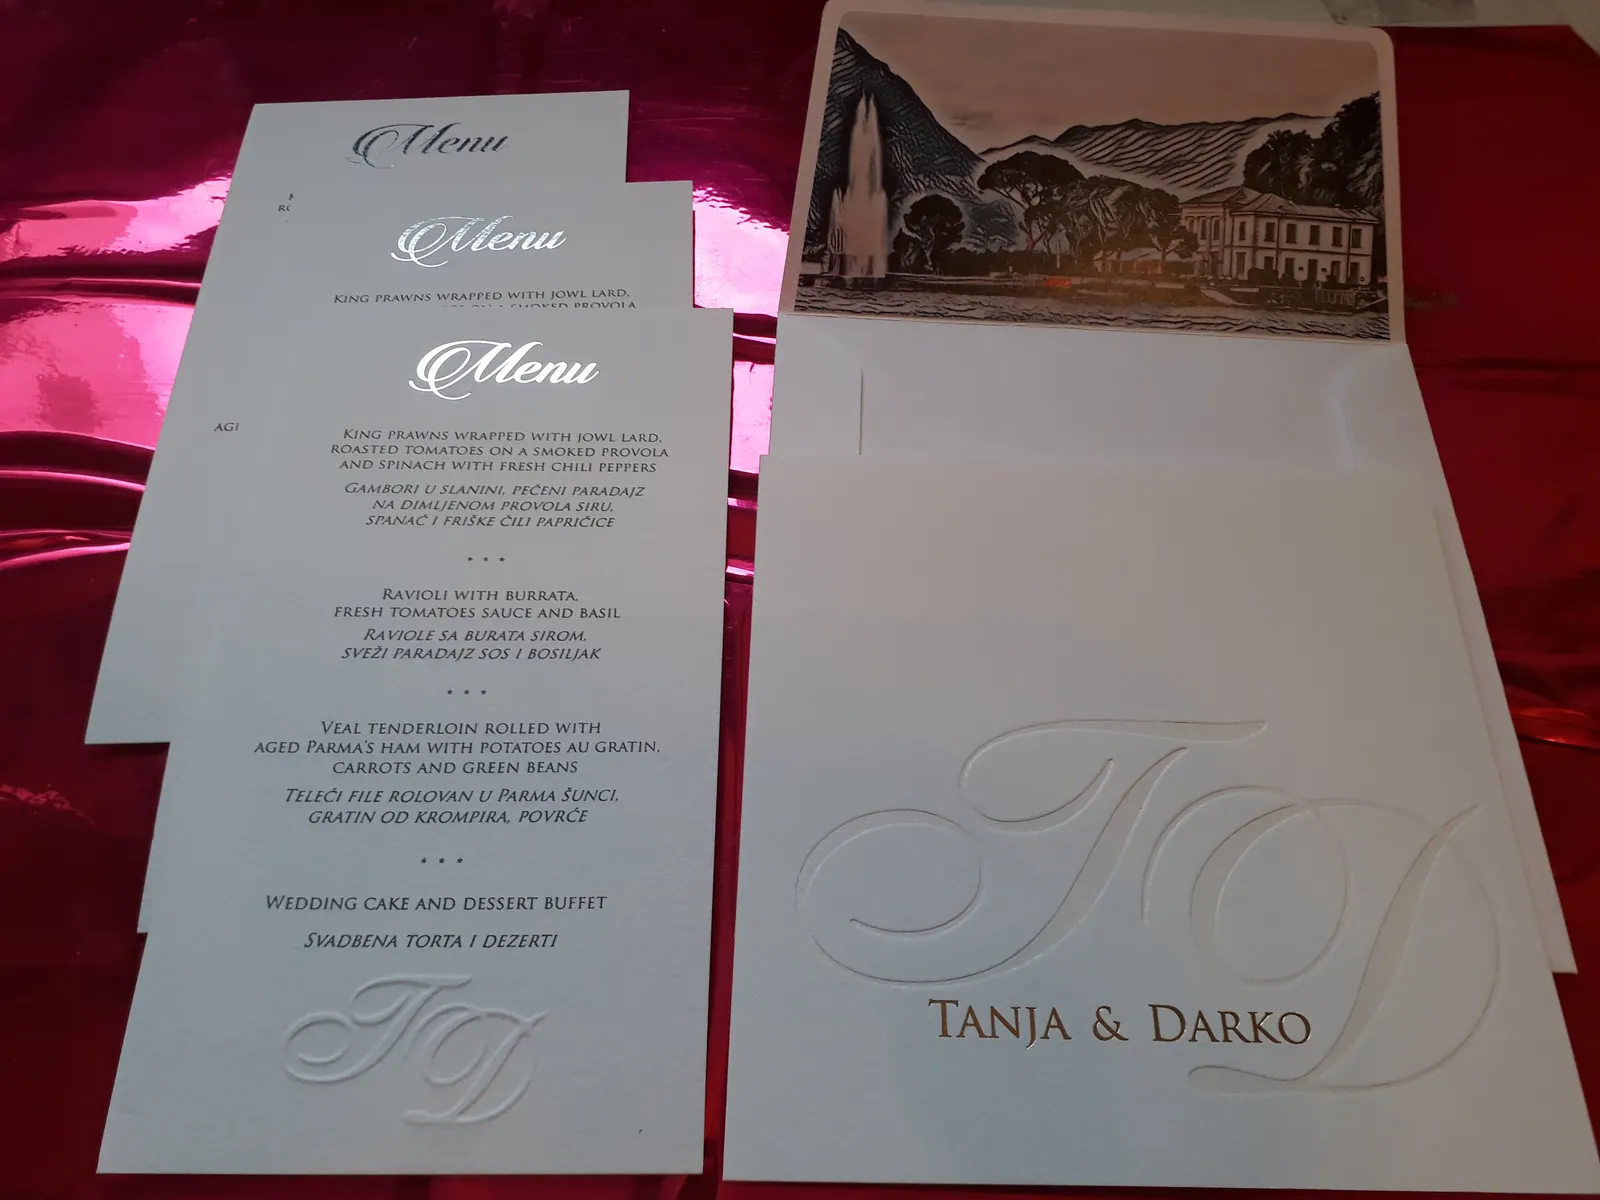 Menu
AGI
Menu
KING PRAWNS WRAPPED WITH JOWL LARD,
ON A SMOKED PROVOLA
Menu
KING PRAWNS WRAPPED WITH JOWL LARD,
ROASTED TOMATOES ON A SMOKED PROVOLA
AND SPINACH WITH FRESH CHILI PEPPERS
GAMBORI U SLANINI, PEČENI PARADAJZ
NA DIMLJENOM PROVOLA SIRU,
SPANAĆ I FRIŠKE ČILI PAPRIČICE
* * *
RAVIOLI WITH BURRATA,
FRESH TOMATOES SAUCE AND BASIL
RAVIOLE SA BURATA SIROM,
SVEŽI PARADAJZ SOS I BOSILJAK
* * *
VEAL TENDERLOIN ROLLED WITH
AGED PARMA'S HAM WITH POTATOES AU GRATIN,
CARROTS AND GREEN BEANS
TELEĆI FILE ROLOVAN U PARMA ŠUNCI,
GRATIN OD KROMPIRA, POVRĆE
* * *
WEDDING CAKE AND DESSERT BUFFET
SVADBENA TORTA I DEZERTI
TD
TD
TANJA & DARKO